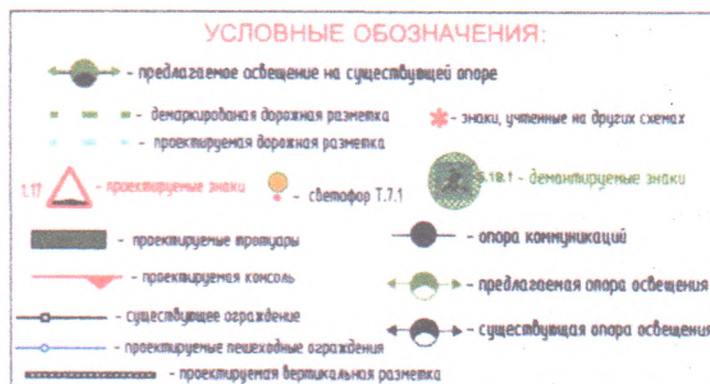 УСЛОВНЫЕ ОБОЗНАЧЕНИЯ:
- предлагаемое освещение на существующей опоре
- демаркированая дорожная разметка
* - знаки, учтенные на других схемах
- проектируемая дорожная разметка
1.17 - проектируемые знаки
- светофор Т.7.1
5.19.1 - демантируемые знаки
- проектируемые тротуары
- опора коммуникаций
- проектируемая консоль
- предлагаемая опора освещения
- существующее ограждение
- существующая опора освещения
- проектируемые пешеходные ограждения
- проектируемая вертикальная разметка